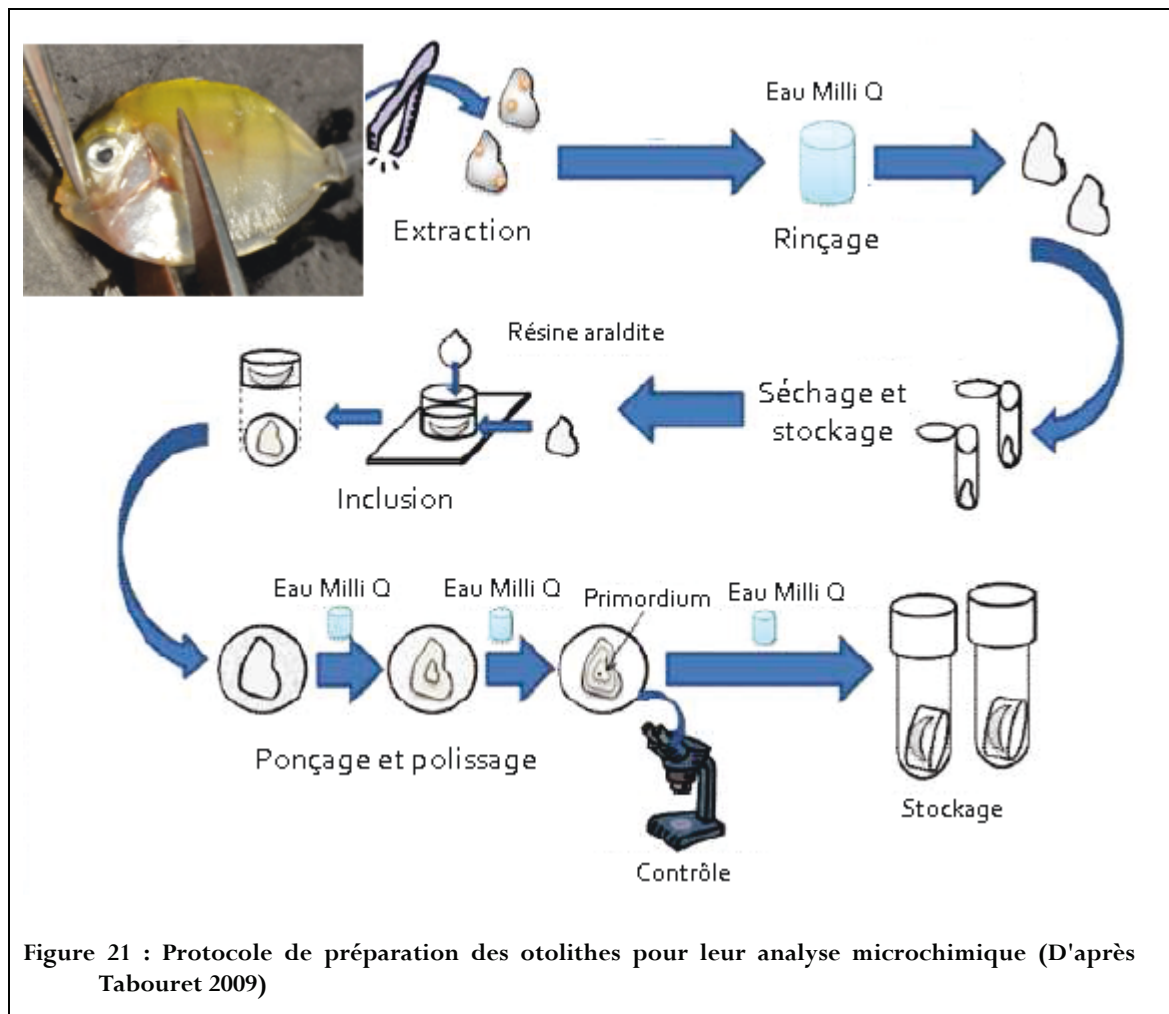 Eau Milli Q
Extraction
Rinçage
Résine araldite
Séchage et
stockage
Inclusion
Eau Milli Q
Eau Milli Q
Primordium
Eau Milli Q
Ponçage et polissage
Stockage
Contrôle
Figure 21 : Protocole de préparation des otolithes pour leur analyse microchimique (D'après
Tabouret 2009)